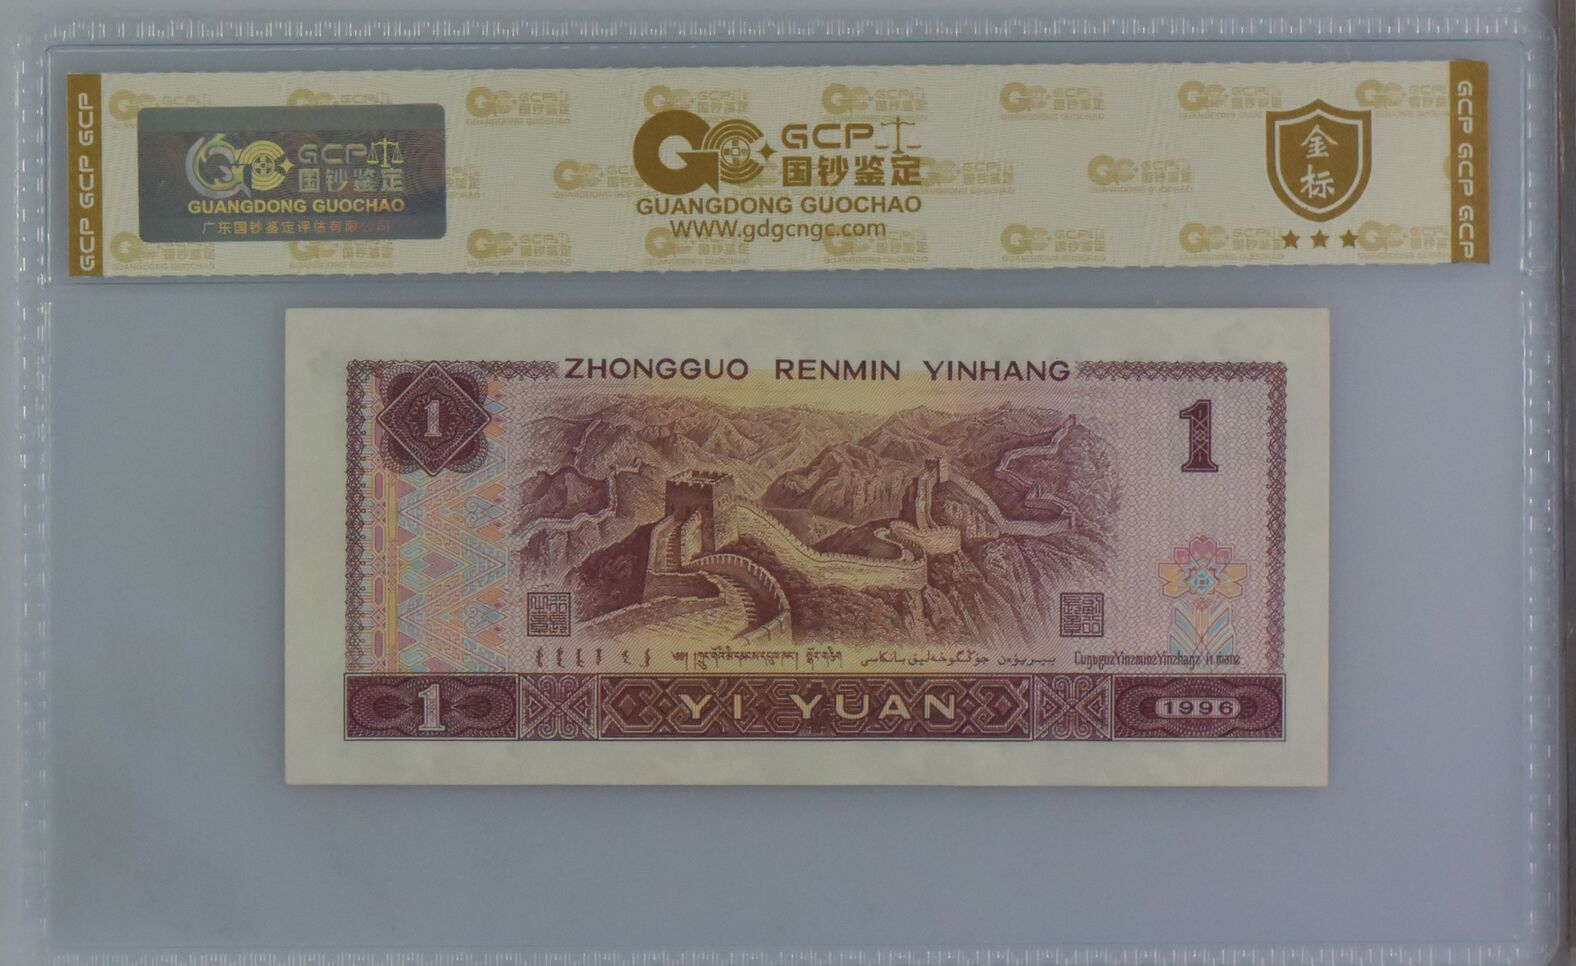 GCP GCP GCP
GCP 国钞鉴定
GUANGDONG GUOCHAO
广东国钞鉴定评估有限公司
GCP
国钞鉴定
GUANGDONG GUOCHAO
WWW.gdgcngc.com
金标
GCP GCP GCP
ZHONGGUO RENMIN YINHANG
1
1
1
YI YUAN
1996